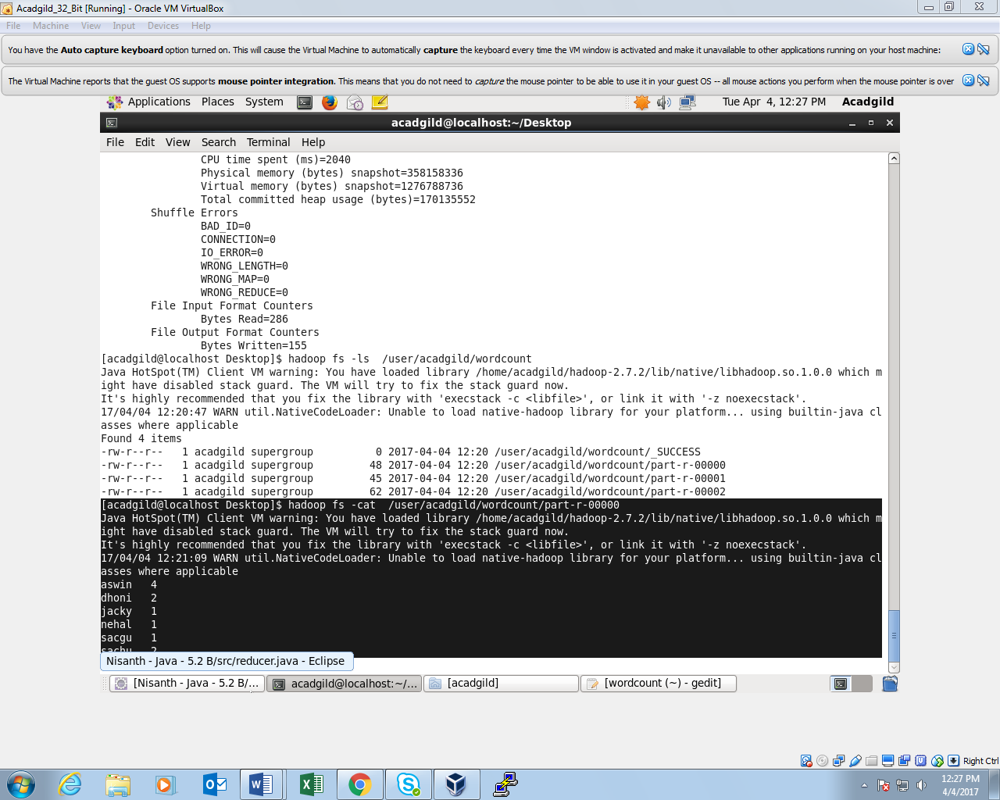 Acadgild_32_Bit [Running] - Oracle VM VirtualBox
File Machine View Input Devices Help
You have the Auto capture keyboard option turned on. This will cause the Virtual Machine to automatically capture the keyboard every time the VM window is activated and make it unavailable to other applications running on your host machine:
The Virtual Machine reports that the guest OS supports mouse pointer integration. This means that you do not need to capture the mouse pointer to be able to use it in your guest OS -- all mouse actions you perform when the mouse pointer is over
Applications Places System Tue Apr 4, 12:27 PM Acadgild
acadgild@localhost:~/Desktop
File Edit View Search Terminal Help
CPU time spent (ms)=2040
Physical memory (bytes) snapshot=358158336
Virtual memory (bytes) snapshot=1276788736
Total committed heap usage (bytes)=170135552
Shuffle Errors
BAD_ID=0
CONNECTION=0
IO_ERROR=0
WRONG_LENGTH=0
WRONG_MAP=0
WRONG_REDUCE=0
File Input Format Counters
Bytes Read=286
File Output Format Counters
Bytes Written=155
[acadgild@localhost Desktop]$ hadoop fs -ls  /user/acadgild/wordcount
Java HotSpot(TM) Client VM warning: You have loaded library /home/acadgild/hadoop-2.7.2/lib/native/libhadoop.so.1.0.0 which m
ight have disabled stack guard. The VM will try to fix the stack guard now.
It's highly recommended that you fix the library with 'execstack -c <libfile>', or link it with '-z noexecstack'.
17/04/04 12:20:47 WARN util.NativeCodeLoader: Unable to load native-hadoop library for your platform... using builtin-java cl
asses where applicable
Found 4 items
-rw-r--r--   1 acadgild supergroup          0 2017-04-04 12:20 /user/acadgild/wordcount/_SUCCESS
-rw-r--r--   1 acadgild supergroup         48 2017-04-04 12:20 /user/acadgild/wordcount/part-r-00000
-rw-r--r--   1 acadgild supergroup         45 2017-04-04 12:20 /user/acadgild/wordcount/part-r-00001
-rw-r--r--   1 acadgild supergroup         62 2017-04-04 12:20 /user/acadgild/wordcount/part-r-00002
[acadgild@localhost Desktop]$ hadoop fs -cat  /user/acadgild/wordcount/part-r-00000
Java HotSpot(TM) Client VM warning: You have loaded library /home/acadgild/hadoop-2.7.2/lib/native/libhadoop.so.1.0.0 which m
ight have disabled stack guard. The VM will try to fix the stack guard now.
It's highly recommended that you fix the library with 'execstack -c <libfile>', or link it with '-z noexecstack'.
17/04/04 12:21:09 WARN util.NativeCodeLoader: Unable to load native-hadoop library for your platform... using builtin-java cl
asses where applicable
aswin   4
dhoni   2
jacky   1
nehal   1
sacgu   1
sachu   2
Nisanth - Java - 5.2 B/src/reducer.java - Eclipse
[Nisanth - Java - 5.2 B/... acadgild@localhost:~/... [acadgild] [wordcount (~) - gedit]
Right Ctrl
12:27 PM
4/4/2017